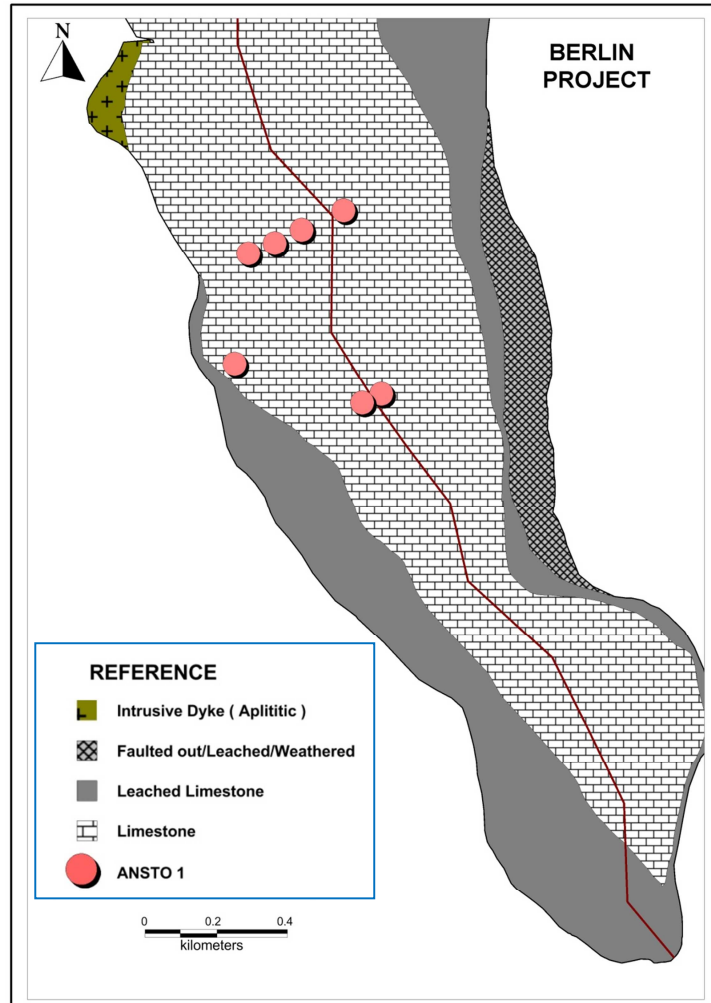 N
BERLIN
PROJECT
REFERENCE
Intrusive Dyke ( Aplititic )
Faulted out/Leached/Weathered
Leached Limestone
Limestone
ANSTO 1
0 0.2 0.4
kilometers